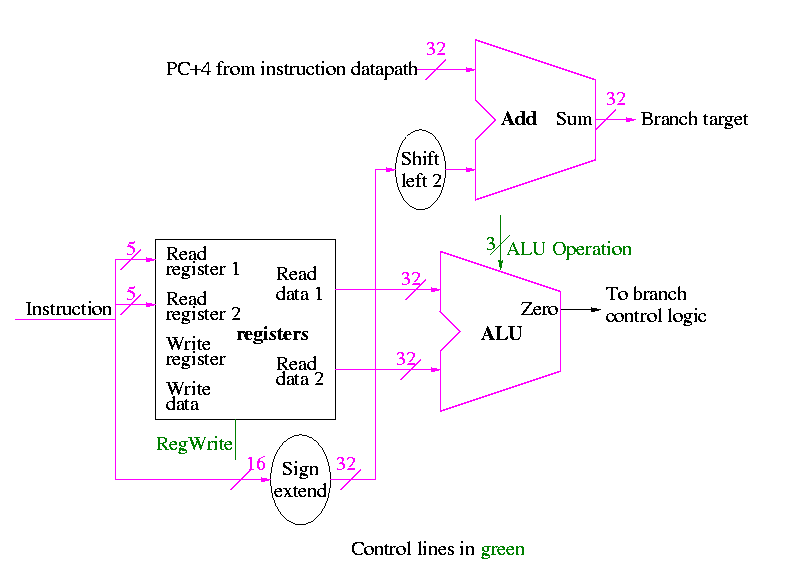 32
PC+4 from instruction datapath
32
Add
Sum
Branch target
Shift
left 2
3
ALU Operation
5
Read
register 1
Read
data 1
32
5
Read
register 2
Instruction
registers
Zero
To branch
control logic
ALU
Write
register
Read
data 2
32
Write
data
RegWrite
16
Sign
extend
32
Control lines in green